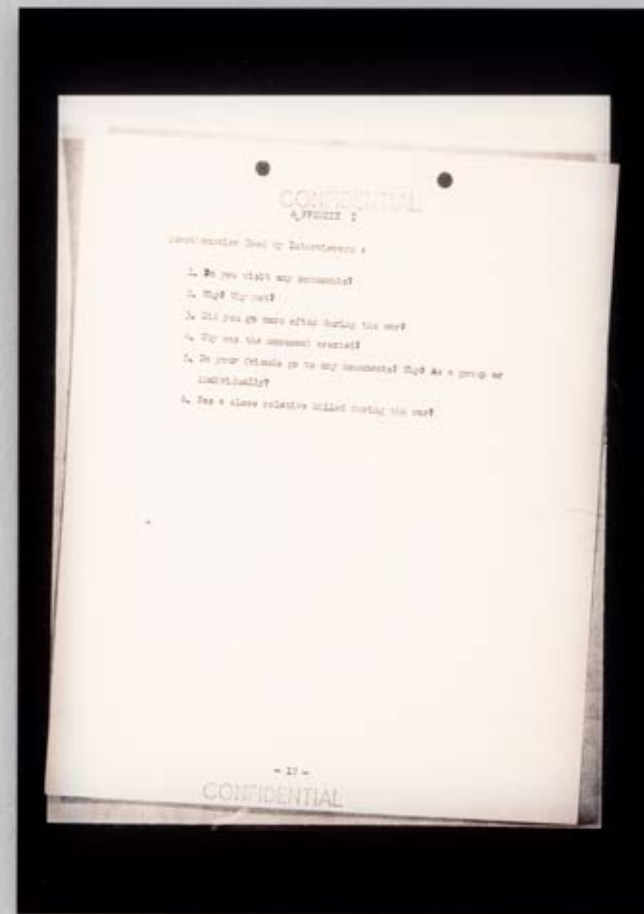 CONFIDENTIAL
APPENDIX I
Questionnaire Used by Interviewers :
1. Do you visit any monuments?
2. Why? Why not?
3. Did you go more often during the war?
4. Why was the monument erected?
5. Do your friends go to any monuments? Why? As a group or
individually?
6. Was a close relative killed during the war?
CONFIDENTIAL